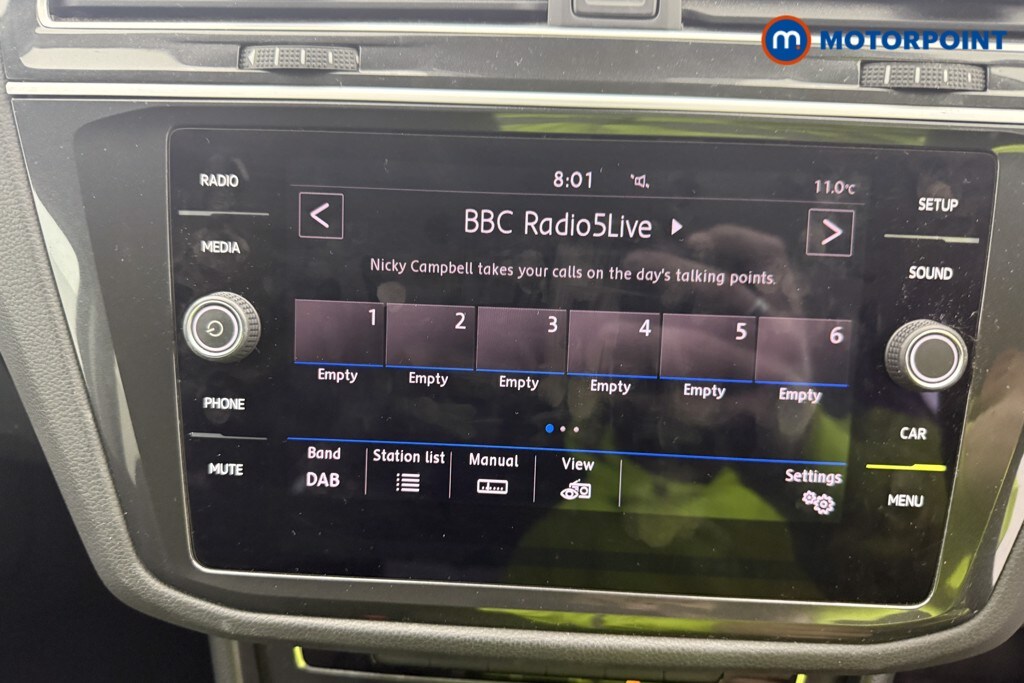 m MOTORPOINT
RADIO
MEDIA
PHONE
MUTE
8:01
11.0°C
<
BBC Radio5Live
>
Nicky Campbell takes your calls on the day's talking points.
1 2 3 4 5 6
Empty Empty Empty Empty Empty Empty
Band Station list Manual View Settings
DAB
SETUP
SOUND
CAR
MENU